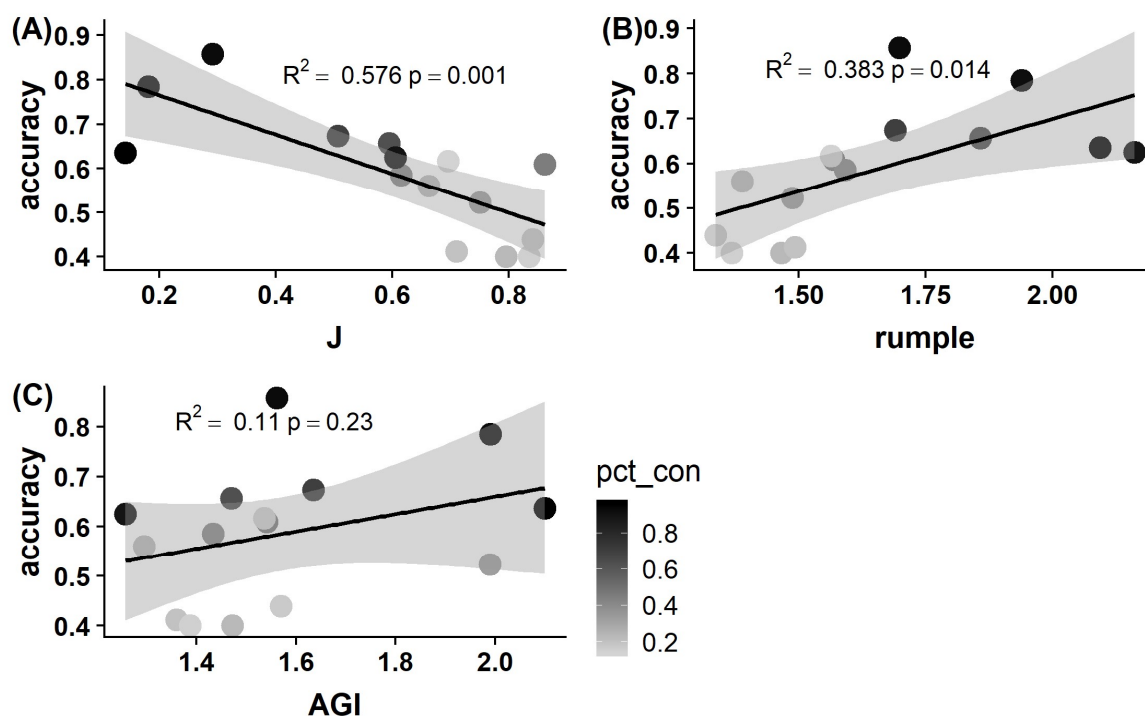 (A)
0.9
0.8
0.7
0.6
0.5
0.4
accuracy
R² = 0.576 p = 0.001
0.2 0.4 0.6 0.8
J
(B)
0.9
0.8
0.7
0.6
0.5
0.4
accuracy
R² = 0.383 p = 0.014
1.50 1.75 2.00
rumple
(C)
0.8
0.7
0.6
0.5
0.4
accuracy
R² = 0.11 p = 0.23
1.4 1.6 1.8 2.0
AGI
pct_con
0.8
0.6
0.4
0.2